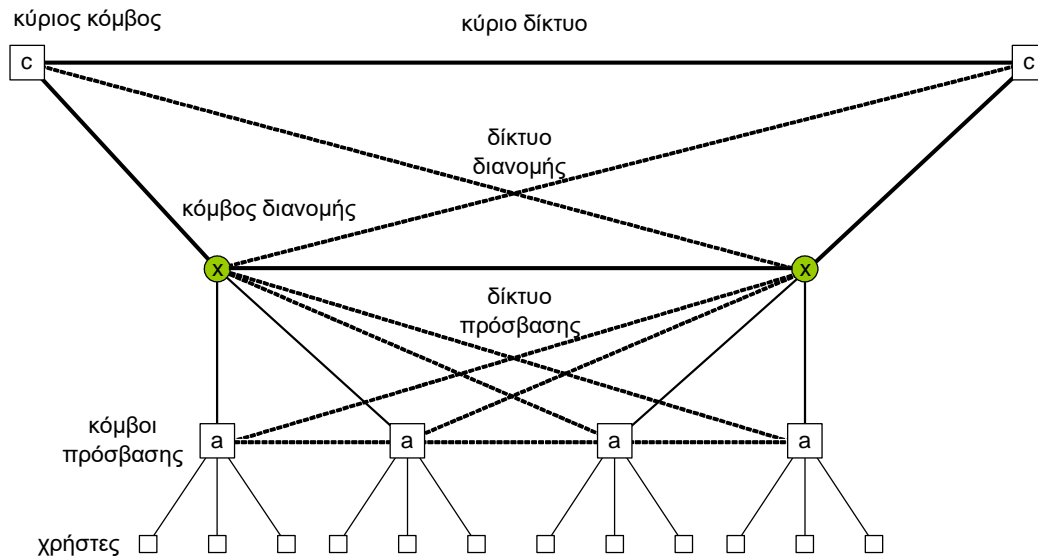 κύριος κόμβος
κύριο δίκτυο
c
c
δίκτυο
διανομής
κόμβος διανομής
x
x
δίκτυο
πρόσβασης
κόμβοι
πρόσβασης
a
a
a
a
χρήστες